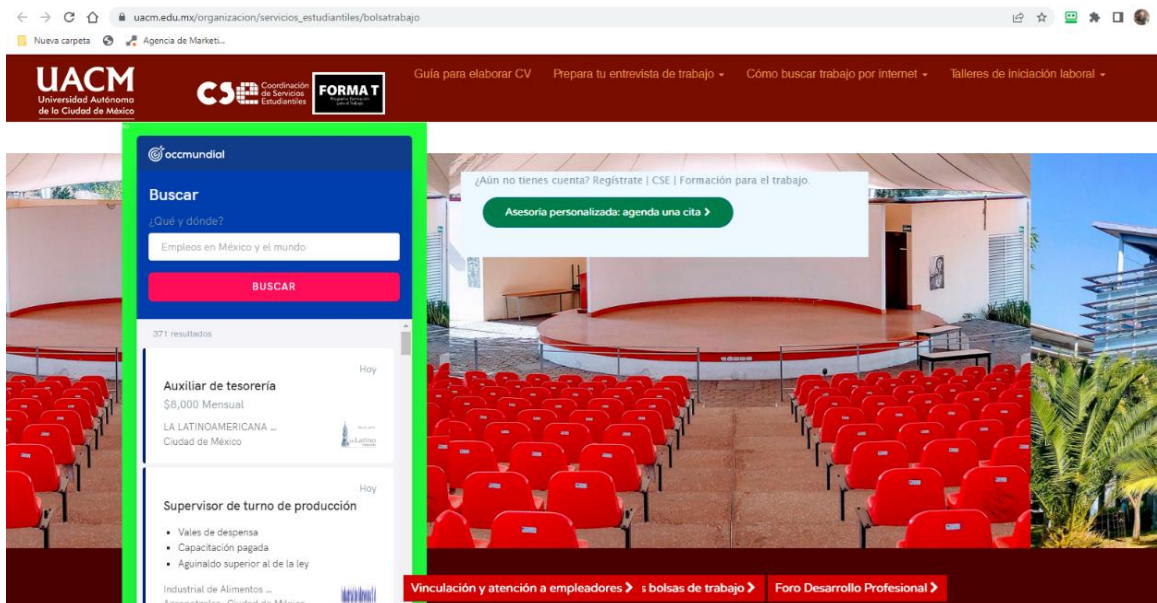 uacm.edu.mx/organizacion/servicios_estudiantiles/bolsatrabajo
Nueva carpeta
Agencia de Marketi...
UACM
Universidad Autónoma
de la Ciudad de México
CSE
Coordinación
de Servicios
Estudiantiles
FORMA T
Guía para elaborar CV
Prepara tu entrevista de trabajo
Cómo buscar trabajo por internet
Talleres de iniciación laboral
occmundial
Buscar
¿Qué y dónde?
Empleos en México y el mundo
BUSCAR
371 resultados
Hoy
Auxiliar de tesorería
$8,000 Mensual
LA LATINOAMERICANA ...
Ciudad de México
Hoy
Supervisor de turno de producción
Vales de despensa
Capacitación pagada
Aguinaldo superior al de la ley
Industrial de Alimentos ...
¿Aún no tienes cuenta? Regístrate | CSE | Formación para el trabajo.
Asesoría personalizada: agenda una cita >
Vinculación y atención a empleadores >
s bolsas de trabajo >
Foro Desarrollo Profesional >